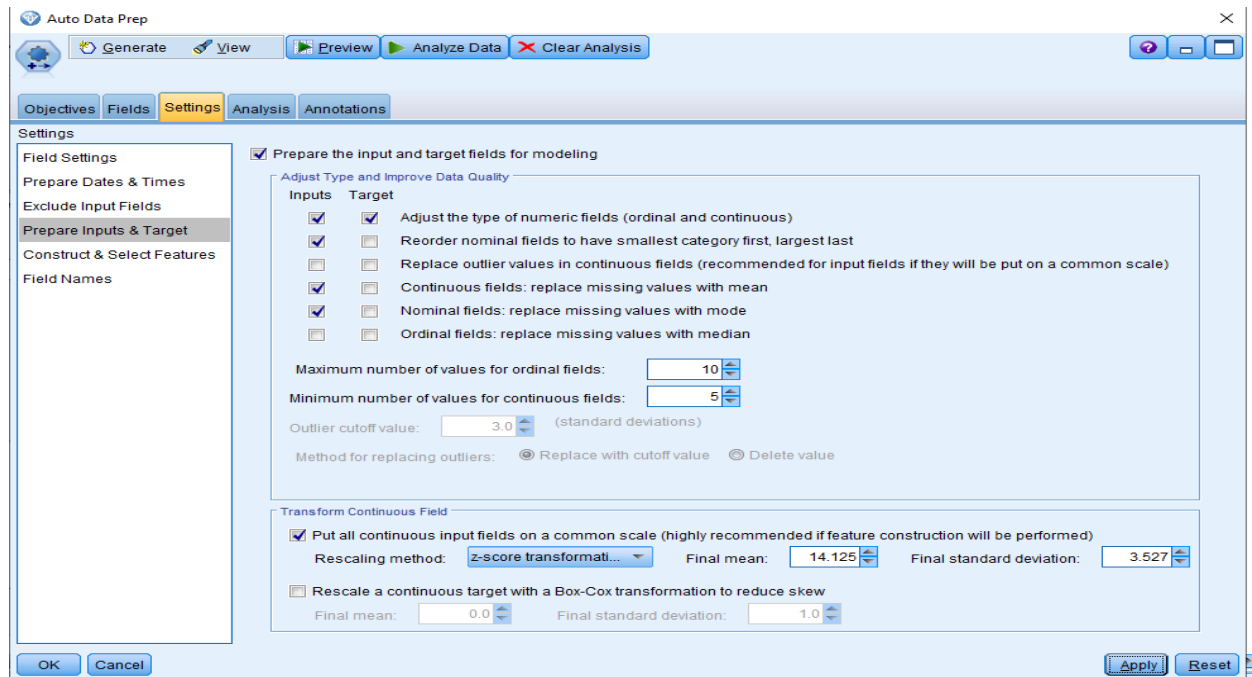 Auto Data Prep
Generate View Preview Analyze Data Clear Analysis
Objectives Fields Settings Analysis Annotations
Settings
Field Settings
Prepare Dates & Times
Exclude Input Fields
Prepare Inputs & Target
Construct & Select Features
Field Names
Prepare the input and target fields for modeling
Adjust Type and Improve Data Quality
Inputs Target
Adjust the type of numeric fields (ordinal and continuous)
Reorder nominal fields to have smallest category first, largest last
Replace outlier values in continuous fields (recommended for input fields if they will be put on a common scale)
Continuous fields: replace missing values with mean
Nominal fields: replace missing values with mode
Ordinal fields: replace missing values with median
Maximum number of values for ordinal fields: 10
Minimum number of values for continuous fields: 5
Outlier cutoff value: 3.0 (standard deviations)
Method for replacing outliers: Replace with cutoff value Delete value
Transform Continuous Field
Put all continuous input fields on a common scale (highly recommended if feature construction will be performed)
Rescaling method: z-score transformati... Final mean: 14.125 Final standard deviation: 3.527
Rescale a continuous target with a Box-Cox transformation to reduce skew
Final mean: 0.0 Final standard deviation: 1.0
OK Cancel Apply Reset